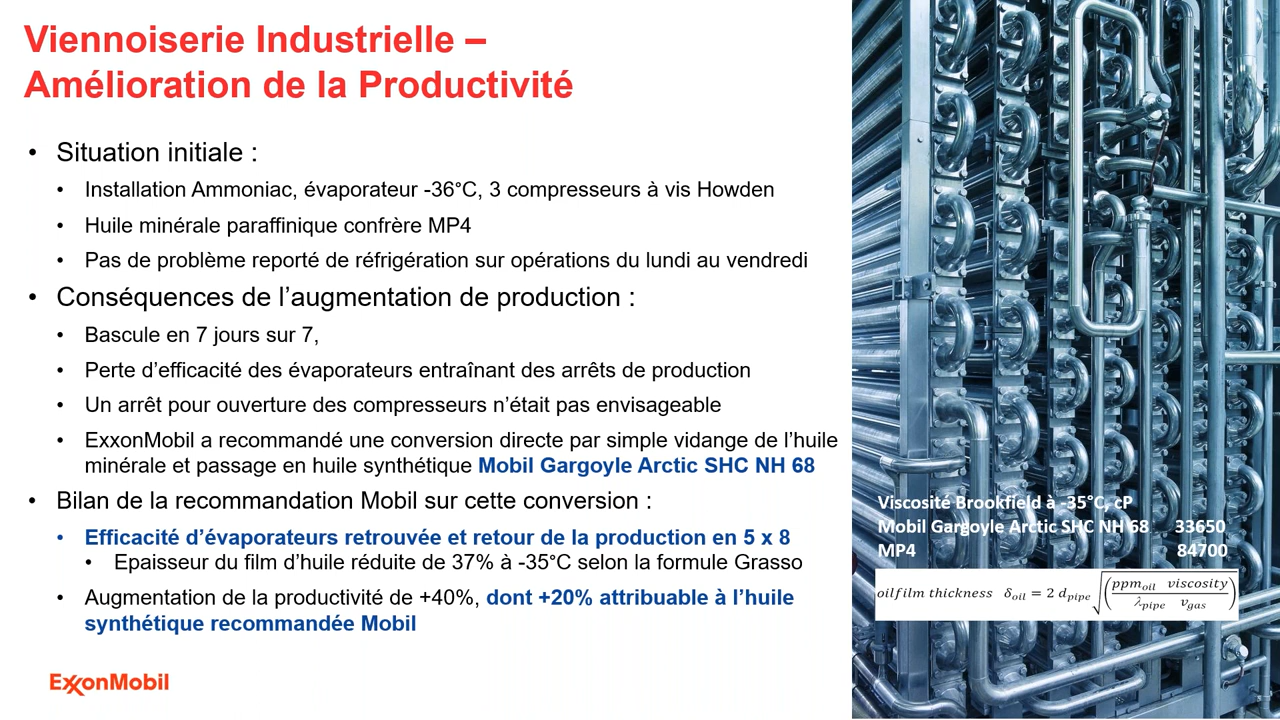 Viennoiserie Industrielle –
Amélioration de la Productivité
• Situation initiale :
• Installation Ammoniac, évaporateur -36°C, 3 compresseurs à vis Howden
• Huile minérale paraffinique confrère MP4
• Pas de problème reporté de réfrigération sur opérations du lundi au vendredi
• Conséquences de l’augmentation de production :
• Bascule en 7 jours sur 7,
• Perte d’efficacité des évaporateurs entraînant des arrêts de production
• Un arrêt pour ouverture des compresseurs n’était pas envisageable
• ExxonMobil a recommandé une conversion directe par simple vidange de l’huile
minérale et passage en huile synthétique Mobil Gargoyle Arctic SHC NH 68
• Bilan de la recommandation Mobil sur cette conversion :
• Efficacité d’évaporateurs retrouvée et retour de la production en 5 x 8
• Epaisseur du film d’huile réduite de 37% à -35°C selon la formule Grasso
• Augmentation de la productivité de +40%, dont +20% attribuable à l’huile
synthétique recommandée Mobil
ExxonMobil
Viscosité Brookfield à -35°C, cP
Mobil Gargoyle Arctic SHC NH 68 33650
MP4 84700
oilfilm thickness δ_oil = 2 d_pipe √((ppm_oil viscosity)/(λ_pipe v_gas))